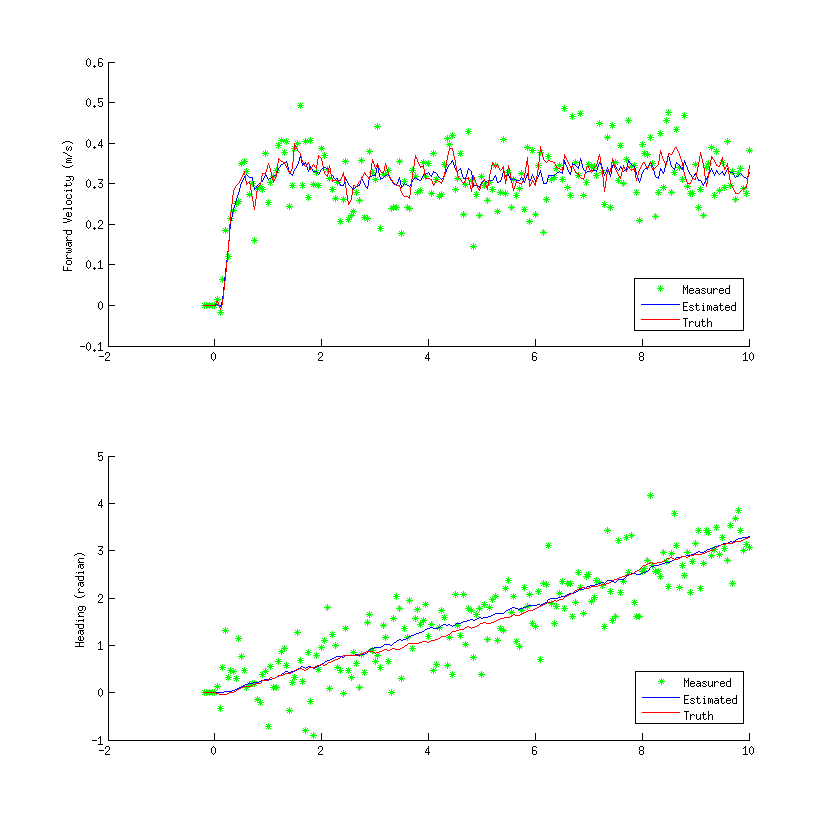 0.6
0.5
0.4
0.3
0.2
0.1
0
-0.1
Forward Velocity (m/s)
-2 0 2 4 6 8 10
Measured
Estimated
Truth
5
4
3
2
1
0
-1
Heading (radian)
-2 0 2 4 6 8 10
Measured
Estimated
Truth